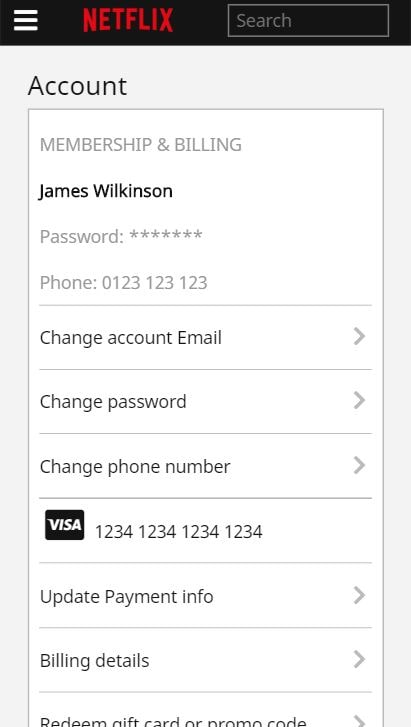 NETFLIX
Search
Account
MEMBERSHIP & BILLING
James Wilkinson
Password: *******
Phone: 0123 123 123
Change account Email
Change password
Change phone number
VISA 1234 1234 1234 1234
Update Payment info
Billing details
Redeem gift card or promo code